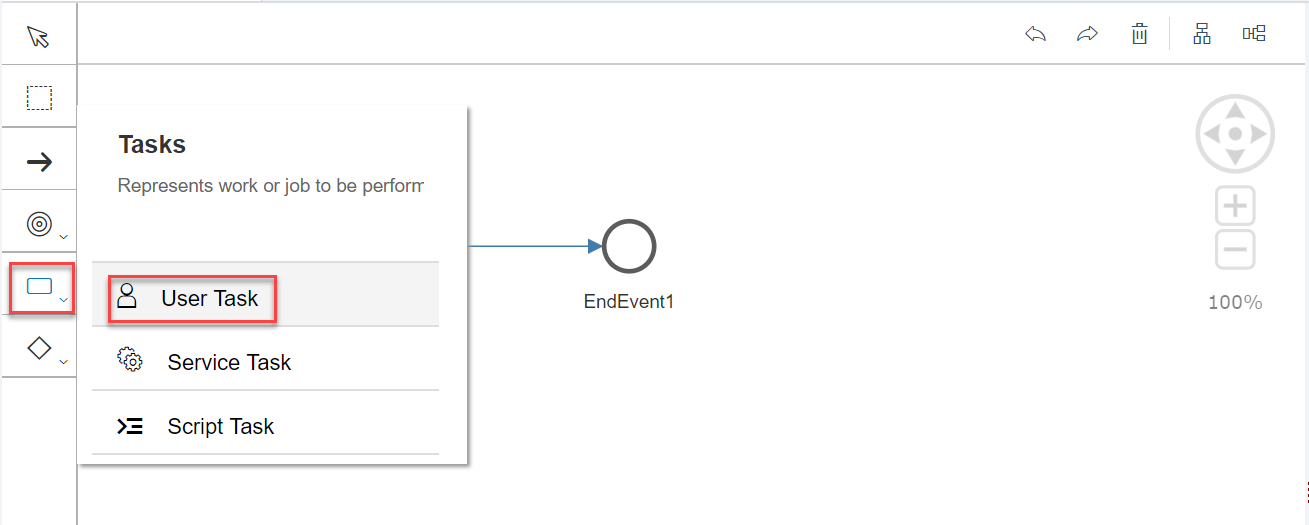 Tasks
Represents work or job to be perform
User Task
Service Task
Script Task
EndEvent1
100%